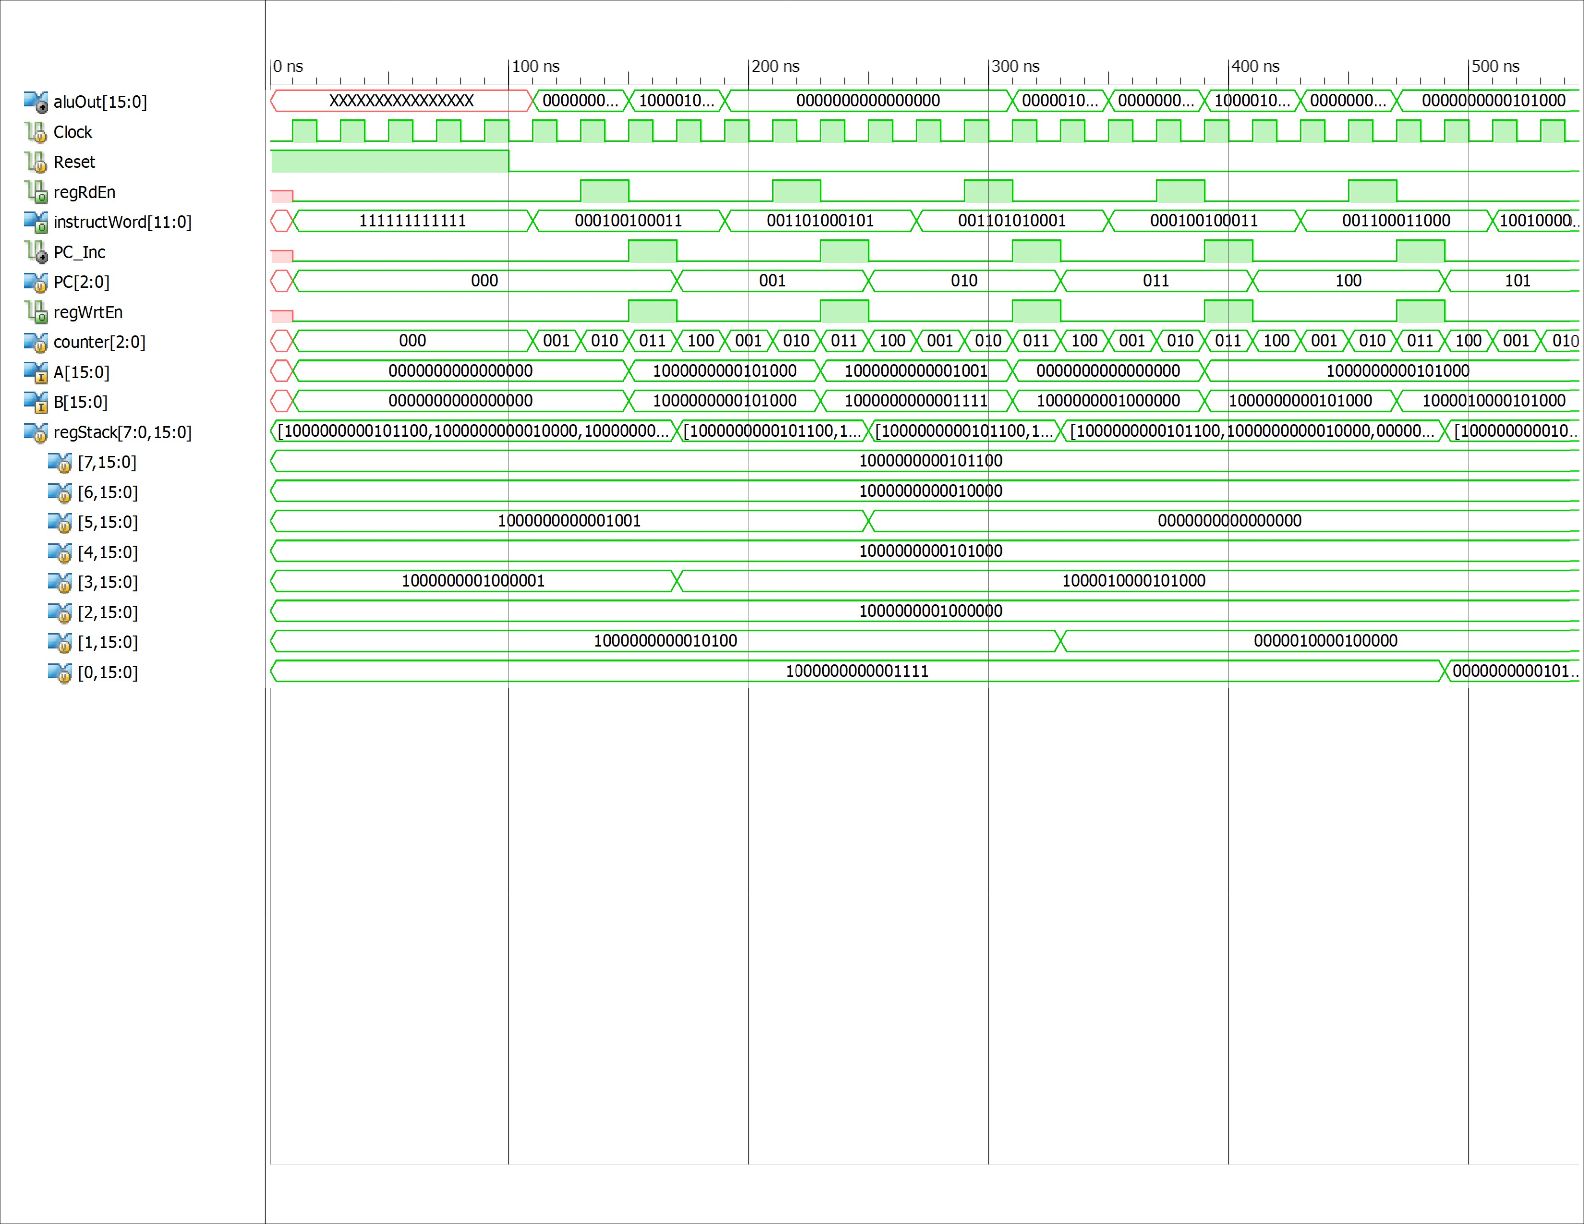 0 ns 100 ns 200 ns 300 ns 400 ns 500 ns
aluOut[15:0] XXXXXXXXXXXXXXXX 0000000... 1000010... 0000000000000000 0000010... 0000000... 1000010... 0000000... 0000000000101000
Clock
Reset
regRdEn
instructWord[11:0] 111111111111 000100100011 001101000101 001101010001 000100100011 001100011000 10010000...
PC_Inc
PC[2:0] 000 001 010 011 100 101
regWrtEn
counter[2:0] 000 001 010 011 100 001 010 011 100 001 010 011 100 001 010 011 100 001 010 011 100 001 010
A[15:0] 0000000000000000 1000000000101000 1000000000001001 0000000000000000 1000000000101000
B[15:0] 0000000000000000 1000000000101000 1000000000001111 1000000001000000 1000000000101000 1000010000101000
regStack[7:0,15:0] [1000000000101100,1000000000010000,10000000... [1000000000101100,1... [1000000000101100,1... [1000000000101100,1000000000010000,00000... [100000000010...
[7,15:0] 1000000000101100
[6,15:0] 1000000000010000
[5,15:0] 1000000000001001 0000000000000000
[4,15:0] 1000000000101000
[3,15:0] 1000000001000001 1000010000101000
[2,15:0] 1000000001000000
[1,15:0] 1000000000010100 0000010000100000
[0,15:0] 1000000000001111 0000000000101...